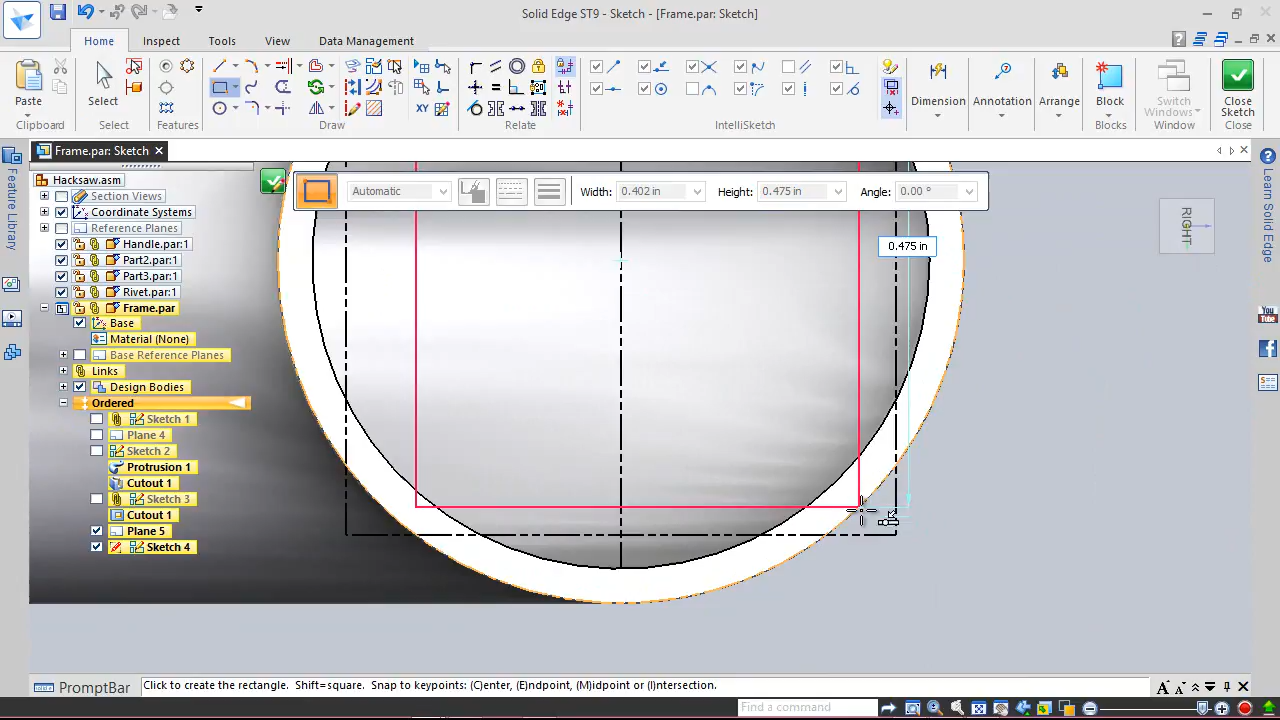 Solid Edge ST9 - Sketch - [Frame.par: Sketch]
Home Inspect Tools View Data Management
Paste
Select
Dimension Annotation Arrange Block Switch Windows Close Sketch
Clipboard Select Features Draw Relate IntelliSketch Blocks Window Close
Frame.par: Sketch
Feature Library
Learn Solid Edge
You Tube
Hacksaw.asm
Section Views
Coordinate Systems
Reference Planes
Handle.par:1
Part2.par:1
Part3.par:1
Rivet.par:1
Frame.par
Base
Material (None)
Base Reference Planes
Links
Design Bodies
Ordered
Sketch 1
Plane 4
Sketch 2
Protrusion 1
Cutout 1
Sketch 3
Cutout 1
Plane 5
Sketch 4
Automatic Width: 0.402 in Height: 0.475 in Angle: 0.00 °
0.475 in
RIGHT
PromptBar Click to create the rectangle. Shift=square. Snap to keypoints: (C)enter, (E)ndpoint, (M)idpoint or (I)ntersection.
Find a command